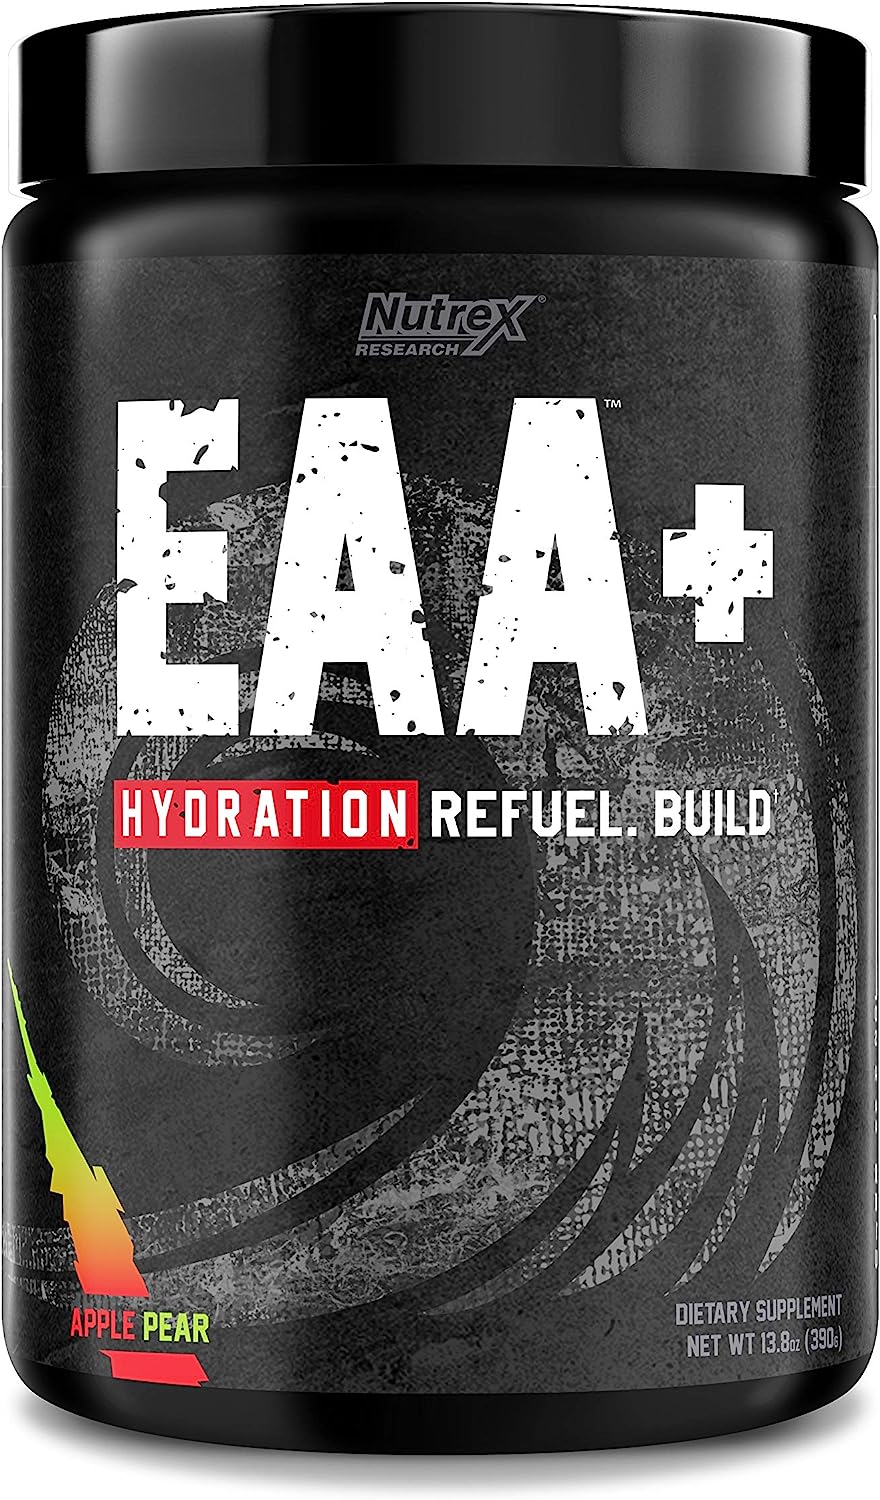 Nutrex®
RESEARCH
EAA+™
HYDRATION REFUEL. BUILD†
APPLE PEAR
DIETARY SUPPLEMENT
NET WT 13.8oz (390g)